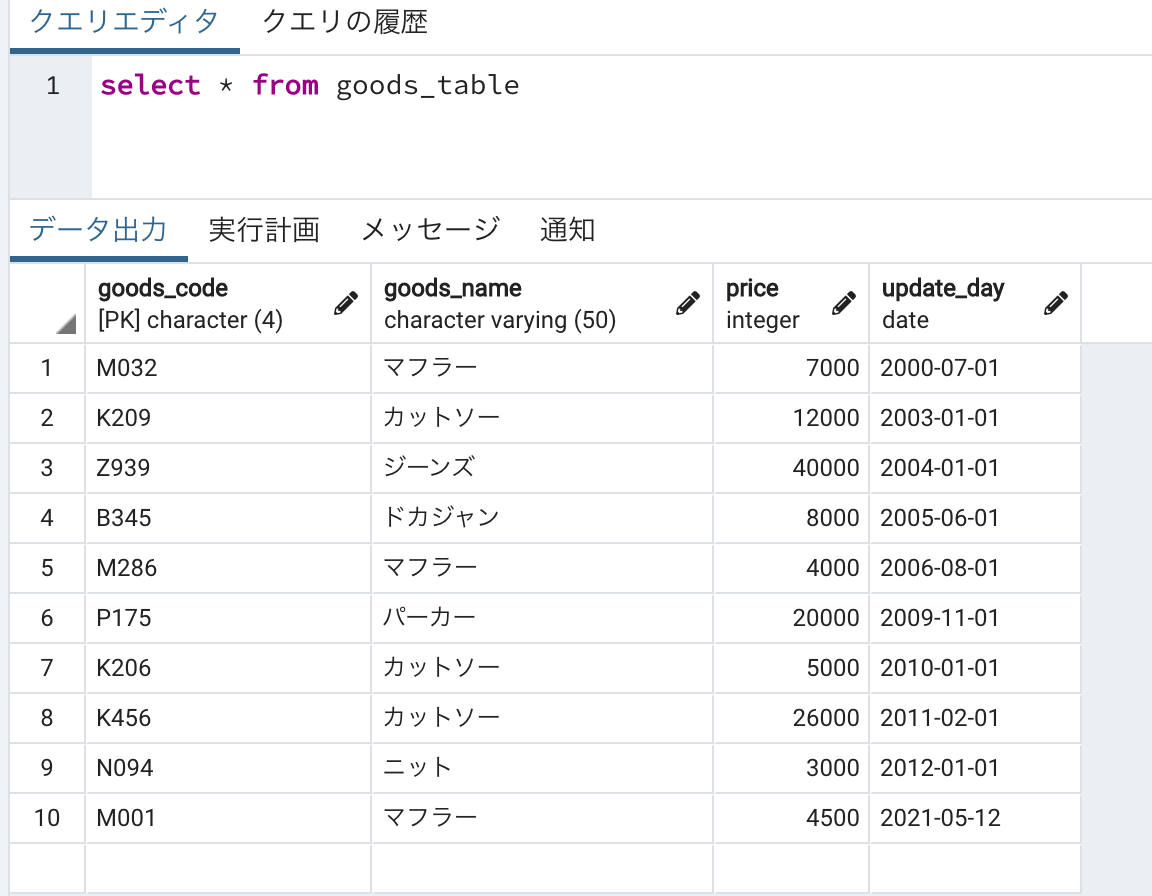 クエリエディタ クエリの履歴
1 select * from goods_table
データ出力 実行計画 メッセージ 通知
goods_code goods_name price update_day
[PK] character (4) character varying (50) integer date
1 M032 マフラー 7000 2000-07-01
2 K209 カットソー 12000 2003-01-01
3 Z939 ジーンズ 40000 2004-01-01
4 B345 ドカジャン 8000 2005-06-01
5 M286 マフラー 4000 2006-08-01
6 P175 パーカー 20000 2009-11-01
7 K206 カットソー 5000 2010-01-01
8 K456 カットソー 26000 2011-02-01
9 N094 ニット 3000 2012-01-01
10 M001 マフラー 4500 2021-05-12